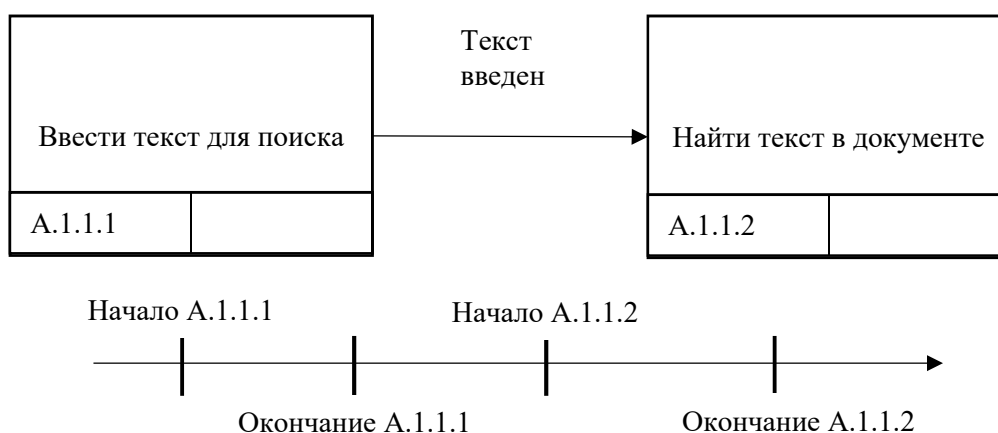 Текст
введен
Ввести текст для поиска
Найти текст в документе
А.1.1.1
А.1.1.2
Начало А.1.1.1
Начало А.1.1.2
Окончание А.1.1.1
Окончание А.1.1.2